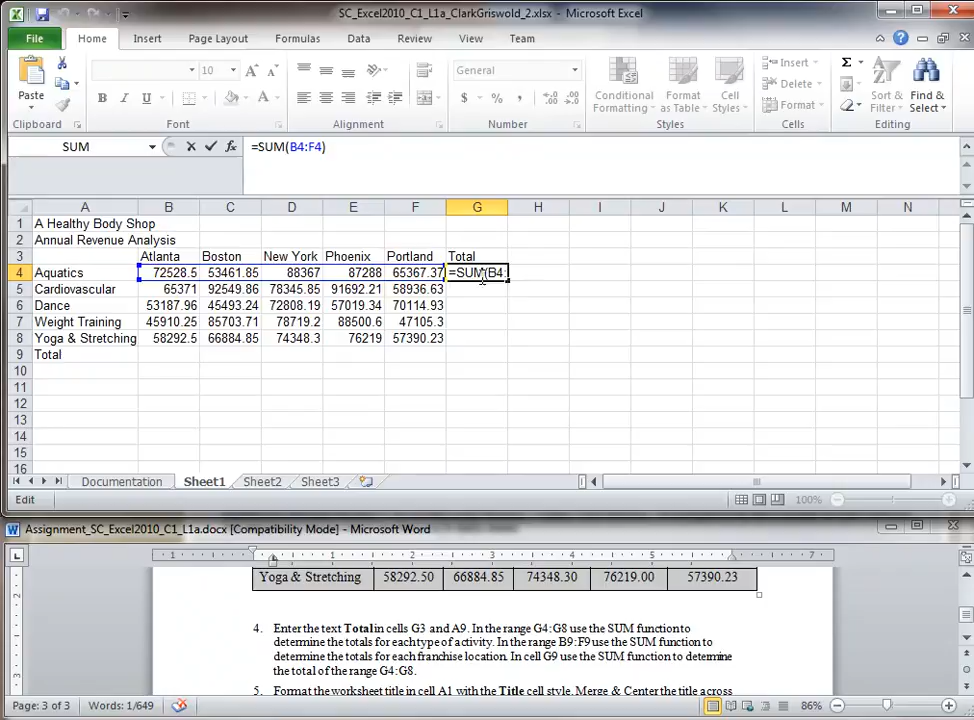 SC_Excel2010_C1_L1a_ClarkGriswold_2.xlsx - Microsoft Excel
File Home Insert Page Layout Formulas Data Review View Team
10 A A General Σ Insert
Paste B I U A $ % , .00 Conditional Formatting Format as Table Cell Styles Delete Format Sort & Filter Find & Select
Clipboard Font Alignment Number Styles Cells Editing
SUM fx =SUM(B4:F4)
A B C D E F G H I J K L M N
1 A Healthy Body Shop
2 Annual Revenue Analysis
3 Atlanta Boston New York Phoenix Portland Total
4 Aquatics 72528.5 53461.85 88367 87288 65367.37 =SUM(B4:
5 Cardiovascular 65371 92549.86 78345.85 91692.21 58936.63
6 Dance 53187.96 45493.24 72808.19 57019.34 70114.93
7 Weight Training 45910.25 85703.71 78719.2 88500.6 47105.3
8 Yoga & Stretching 58292.5 66884.85 74348.3 76219 57390.23
9 Total
10
11
12
13
14
15
16
Documentation Sheet1 Sheet2 Sheet3
Edit 100%
Assignment_SC_Excel2010_C1_L1a.docx [Compatibility Mode] - Microsoft Word
1 1 2 3 4 5 7
Yoga & Stretching 58292.50 66884.85 74348.30 76219.00 57390.23
4. Enter the text Total in cells G3 and A9. In the range G4:G8 use the SUM function to
determine the totals for each type of activity. In the range B9:F9 use the SUM function to
determine the totals for each franchise location. In cell G9 use the SUM function to determine
the total of the range G4:G8.
5. Format the worksheet title in cell A1 with the Title cell style. Merge & Center the title across
Page: 3 of 3 Words: 1/649 86%